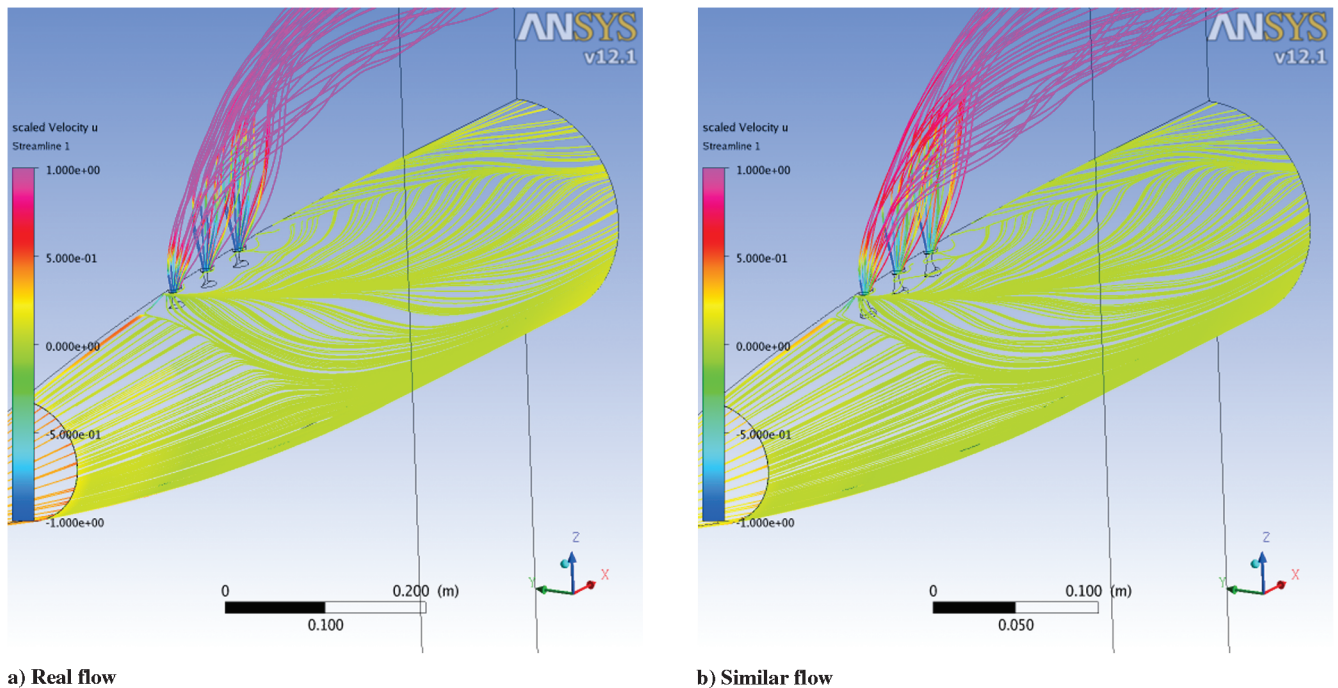 ANSYS
v12.1
scaled Velocity u
Streamline 1
1.000e+00
5.000e-01
0.000e+00
-5.000e-01
-1.000e+00
Z
X
Y
0 0.200 (m)
0.100
a) Real flow
ANSYS
v12.1
scaled Velocity u
Streamline 1
1.000e+00
5.000e-01
0.000e+00
-5.000e-01
-1.000e+00
Z
X
Y
0 0.100 (m)
0.050
b) Similar flow